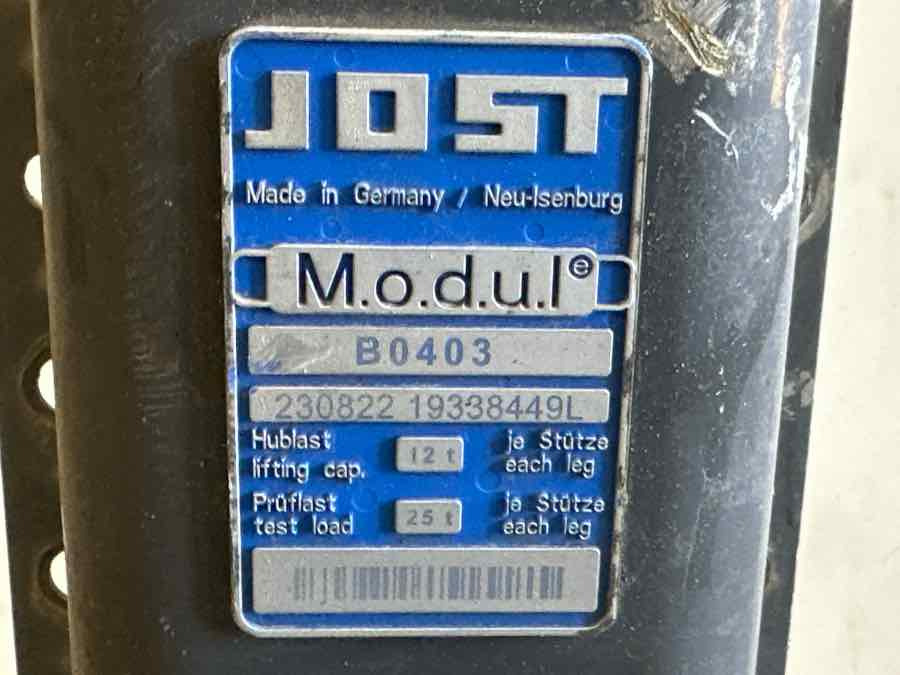 JOST
Made in Germany / Neu-Isenburg
M.o.d.u.l®
B0403
230822 19338449L
Hublast 12 t je Stütze
lifting cap. each leg
Prüflast 25 t je Stütze
test load each leg